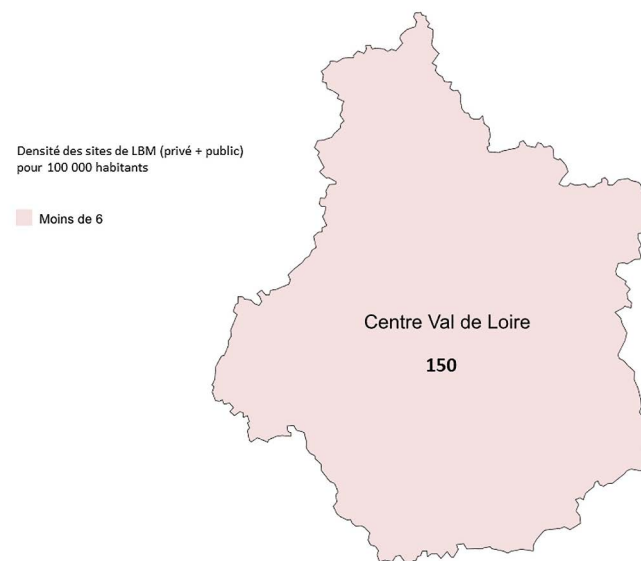 Densité des sites de LBM (privé + public)
pour 100 000 habitants
Moins de 6
Centre Val de Loire
150